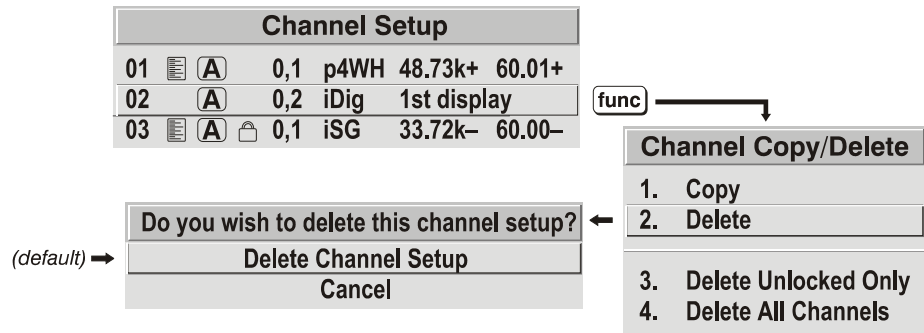 Channel Setup
01 A 0,1 p4WH 48.73k+ 60.01+
02 A 0,2 iDig 1st display
03 A 0,1 iSG 33.72k– 60.00–
func
Channel Copy/Delete
1. Copy
2. Delete
3. Delete Unlocked Only
4. Delete All Channels
Do you wish to delete this channel setup?
(default)
Delete Channel Setup
Cancel